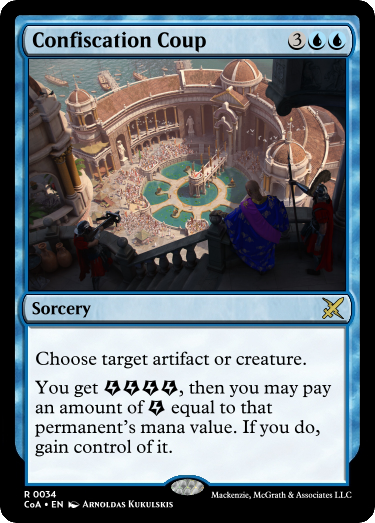 Confiscation Coup 3
Sorcery
Choose target artifact or creature.
You get , then you may pay
an amount of equal to that
permanent's mana value. If you do,
gain control of it.
R 0034
Mackenzie, McGrath & Associates LLC
CoA • EN Arnoldas Kukulskis